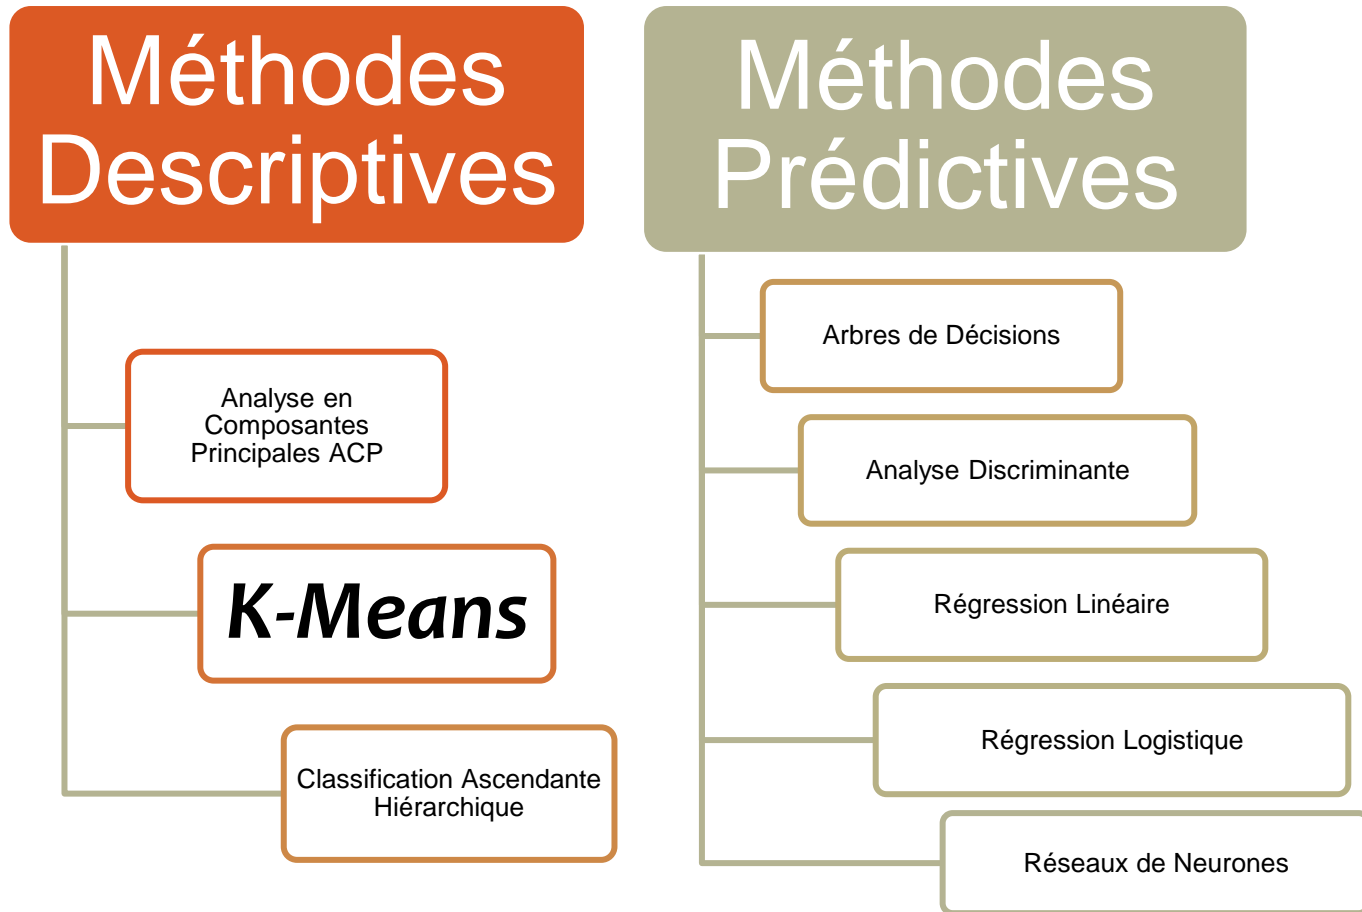 Méthodes
Descriptives
Analyse en
Composantes
Principales ACP
K-Means
Classification Ascendante
Hiérarchique
Méthodes
Prédictives
Arbres de Décisions
Analyse Discriminante
Régression Linéaire
Régression Logistique
Réseaux de Neurones